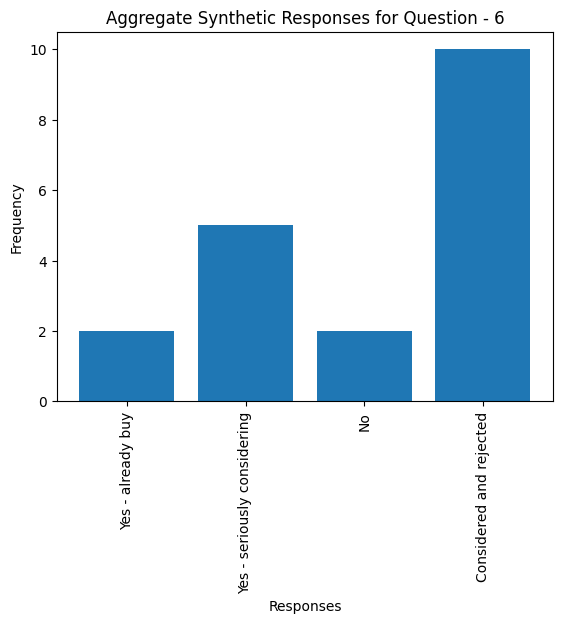 Aggregate Synthetic Responses for Question - 6
Frequency
10
8
6
4
2
0
Yes - already buy
Yes - seriously considering
No
Considered and rejected
Responses